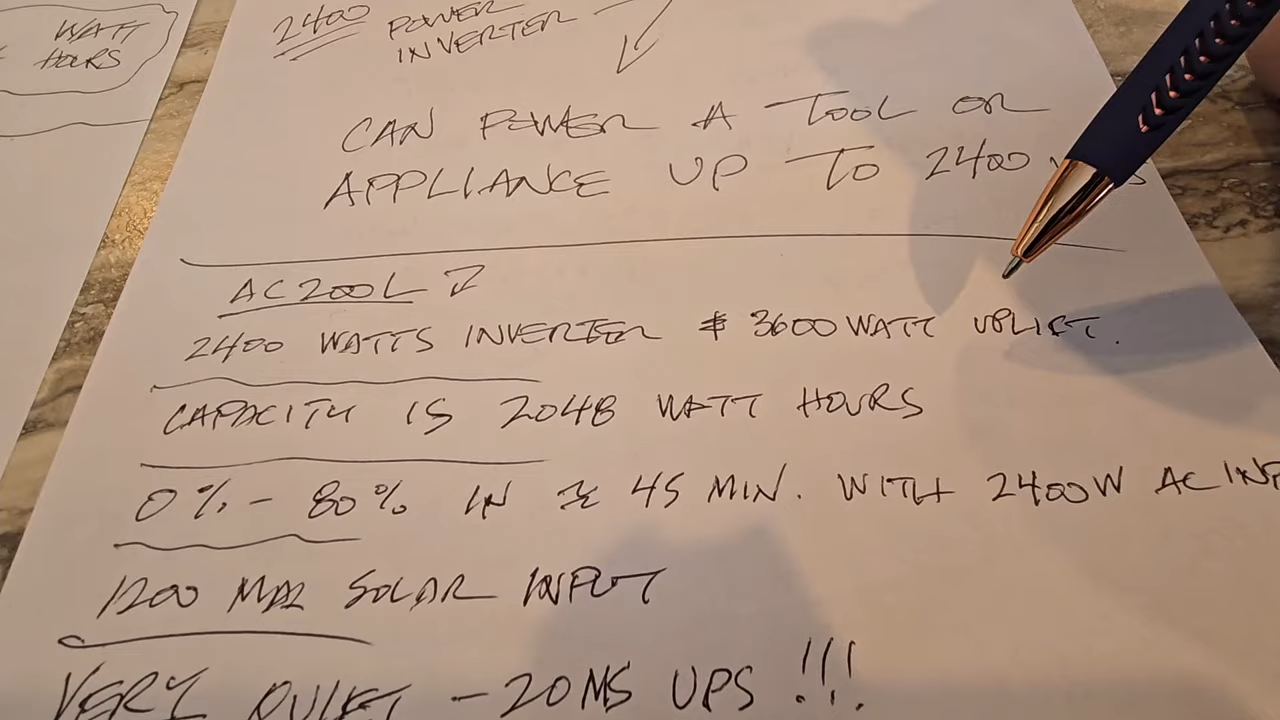 WATT
HOURS
2400 POWER
INVERTER
CAN POWER A TOOL OR
APPLIANCE UP TO 2400
AC200L
2400 WATTS INVERTER & 3600 WATT UPLIFT.
CAPACITY IS 2048 WATT HOURS
0% - 80% IN ≈ 45 MIN. WITH 2400W AC INP
1200 MAX SOLAR INPUT
VERY QUIET - 20MS UPS !!!